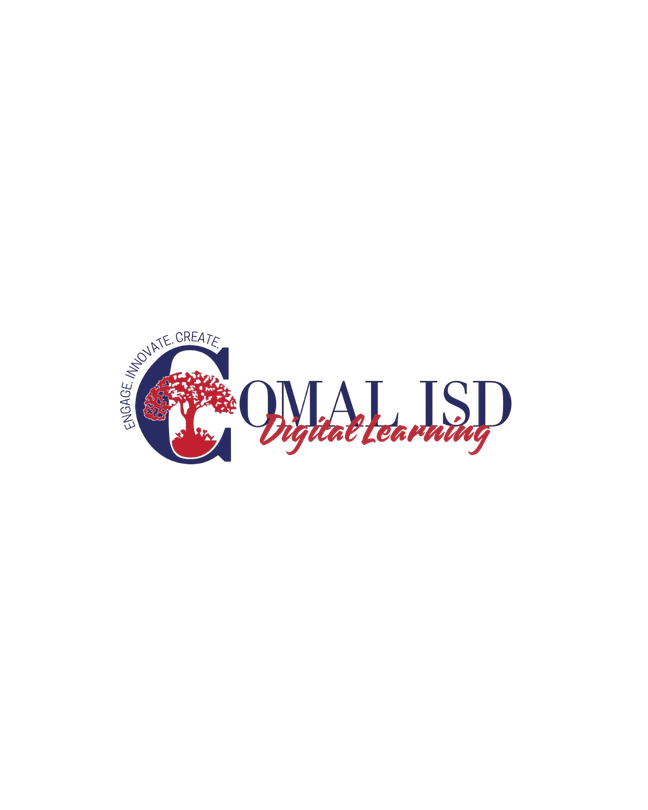 ENGAGE. INNOVATE. CREATE.
COMAL ISD
Digital Learning